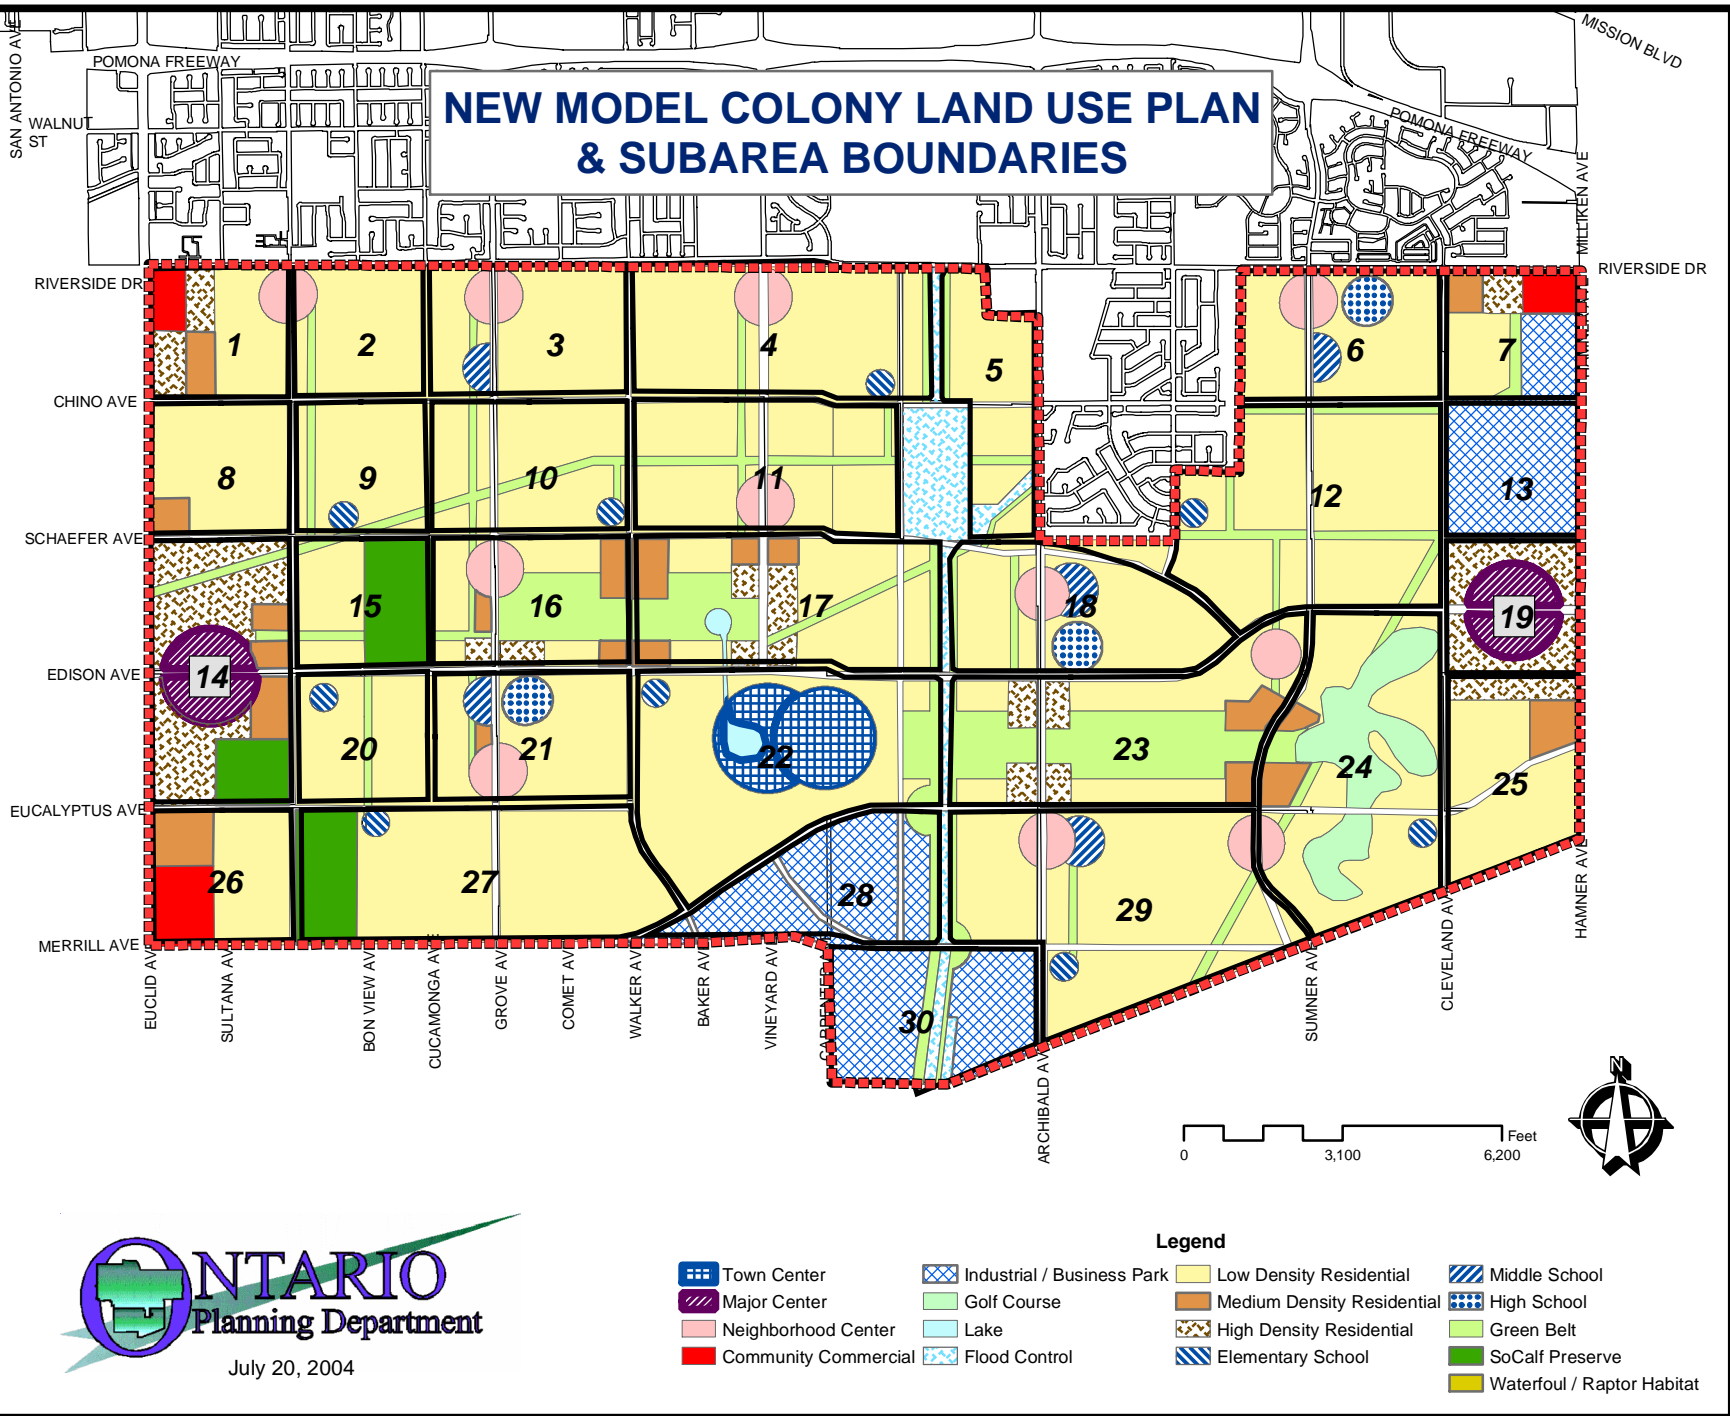 SAN ANTONIO AVE
MISSION BLVD
POMONA FREEWAY
WALNUT
ST
NEW MODEL COLONY LAND USE PLAN
& SUBAREA BOUNDARIES
POMONA FREEWAY
MILLIKEN AVE
RIVERSIDE DR
RIVERSIDE DR
1
2
3
4
5
6
7
CHINO AVE
8
9
10
11
12
13
SCHAEFER AVE
14
15
16
17
18
19
EDISON AVE
20
21
22
23
24
25
EUCALYPTUS AVE
26
27
28
29
30
MERRILL AVE
EUCLID AVE
SULTANA AVE
BON VIEW AVE
CUCAMONGA AVE
GROVE AVE
COMET AVE
WALKER AVE
BAKER AVE
VINEYARD AVE
ARCHIBALD AVE
SUMNER AVE
CLEVELAND AVE
HAMNER AVE
N
Feet
0 3,100 6,200
ONTARIO
Planning Department
July 20, 2004
Legend
Town Center
Major Center
Neighborhood Center
Community Commercial
Industrial / Business Park
Golf Course
Lake
Flood Control
Low Density Residential
Medium Density Residential
High Density Residential
Elementary School
Middle School
High School
Green Belt
SoCalf Preserve
Waterfoul / Raptor Habitat